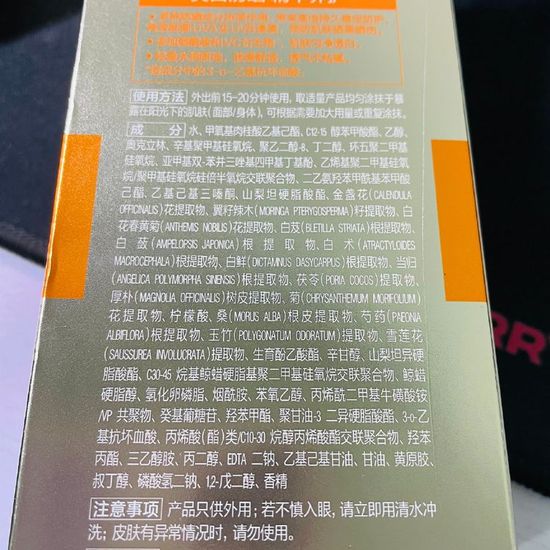 使用方法 外出前15-20分钟使用，取适量产品均匀涂抹于暴
露在阳光下的肌肤(面部/身体)，可根据需要加大用量或重复涂抹。
成 分 水、甲氧基肉桂酸乙基己酯、C12-15 醇苯甲酸酯、乙醇、
奥克立林、辛基聚甲基硅氧烷、聚乙二醇-8、丁二醇、环五聚二甲基
硅氧烷、亚甲基双-苯并三唑基四甲基丁基酚、乙烯基聚二甲基硅氧
烷/聚甲基硅氧烷硅倍半氧烷交联聚合物、二乙氨羟苯甲酰基苯甲酸
己酯、乙基己基三嗪酮、山梨坦硬脂酸酯、金盏花(CALENDULA
OFFICINALIS)花提取物、翼籽辣木(MORINGA PTERYGOSPERMA)籽提取物、白
花春黄菊(ANTHEMIS NOBILIS)花提取物、白芨(BLETILLA STRIATA)根提取物、
白蔹(AMPELOPSIS JAPONICA)根提取物、白术(ATRACTYLOIDES
MACROCEPHALA)根提取物、白鲜(DICTAMNUS DASYCARPUS)根提取物、当归
(ANGELICA POLYMORPHA SINENSIS)根提取物、茯苓(PORIA COCOS)提取物、
厚朴(MAGNOLIA OFFICINALIS)树皮提取物、菊(CHRYSANTHEMUM MORIFOLIUM)
花提取物、柠檬酸、桑(MORUS ALBA)根皮提取物、芍药(PAEONIA
ALBIFLORA)根提取物、玉竹(POLYGONATUM ODORATUM)提取物、雪莲花
(SAUSSUREA INVOLUCRATA)提取物、生育酚乙酸酯、辛甘醇、山梨坦异硬
脂酸酯、C30-45 烷基鲸蜡硬脂基聚二甲基硅氧烷交联聚合物、鲸蜡
硬脂醇、氢化卵磷脂、烟酰胺、苯氧乙醇、丙烯酰二甲基牛磺酸铵
/VP 共聚物、癸基葡糖苷、羟苯甲酯、聚甘油-3 二异硬脂酸酯、3-o-乙
基抗坏血酸、丙烯酸(酯)类/C10-30 烷醇丙烯酸酯交联聚合物、羟苯
丙酯、三乙醇胺、丙二醇、EDTA 二钠、乙基己基甘油、甘油、黄原胶、
叔丁醇、磷酸氢二钠、1,2-戊二醇、香精
注意事项 产品只供外用；若不慎入眼，请立即用清水冲
洗；皮肤有异常情况时，请勿使用。
RR